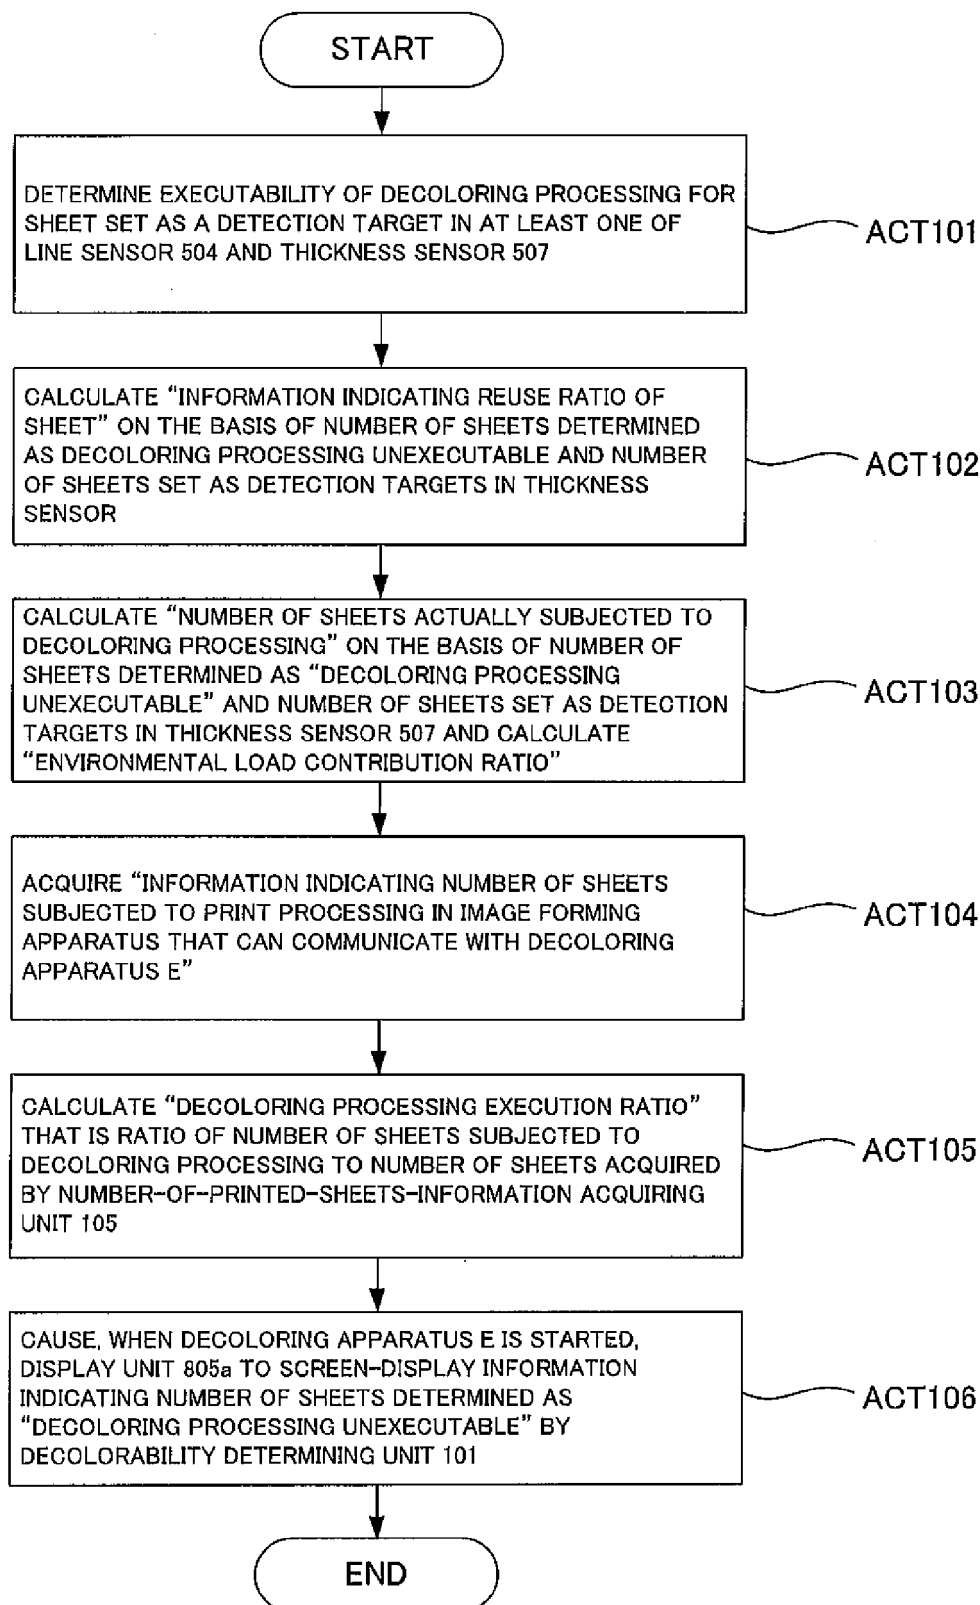 START
DETERMINE EXECUTABILITY OF DECOLORING PROCESSING FOR
SHEET SET AS A DETECTION TARGET IN AT LEAST ONE OF
LINE SENSOR 504 AND THICKNESS SENSOR 507
ACT101
CALCULATE “INFORMATION INDICATING REUSE RATIO OF
SHEET” ON THE BASIS OF NUMBER OF SHEETS DETERMINED
AS DECOLORING PROCESSING UNEXECUTABLE AND NUMBER
OF SHEETS SET AS DETECTION TARGETS IN THICKNESS
SENSOR
ACT102
CALCULATE “NUMBER OF SHEETS ACTUALLY SUBJECTED TO
DECOLORING PROCESSING” ON THE BASIS OF NUMBER OF
SHEETS DETERMINED AS “DECOLORING PROCESSING
UNEXECUTABLE” AND NUMBER OF SHEETS SET AS DETECTION
TARGETS IN THICKNESS SENSOR 507 AND CALCULATE
“ENVIRONMENTAL LOAD CONTRIBUTION RATIO”
ACT103
ACQUIRE “INFORMATION INDICATING NUMBER OF SHEETS
SUBJECTED TO PRINT PROCESSING IN IMAGE FORMING
APPARATUS THAT CAN COMMUNICATE WITH DECOLORING
APPARATUS E”
ACT104
CALCULATE “DECOLORING PROCESSING EXECUTION RATIO”
THAT IS RATIO OF NUMBER OF SHEETS SUBJECTED TO
DECOLORING PROCESSING TO NUMBER OF SHEETS ACQUIRED
BY NUMBER-OF-PRINTED-SHEETS-INFORMATION ACQUIRING
UNIT 105
ACT105
CAUSE, WHEN DECOLORING APPARATUS E IS STARTED,
DISPLAY UNIT 805a TO SCREEN-DISPLAY INFORMATION
INDICATING NUMBER OF SHEETS DETERMINED AS
“DECOLORING PROCESSING UNEXECUTABLE” BY
DECOLORABILITY DETERMINING UNIT 101
ACT106
END